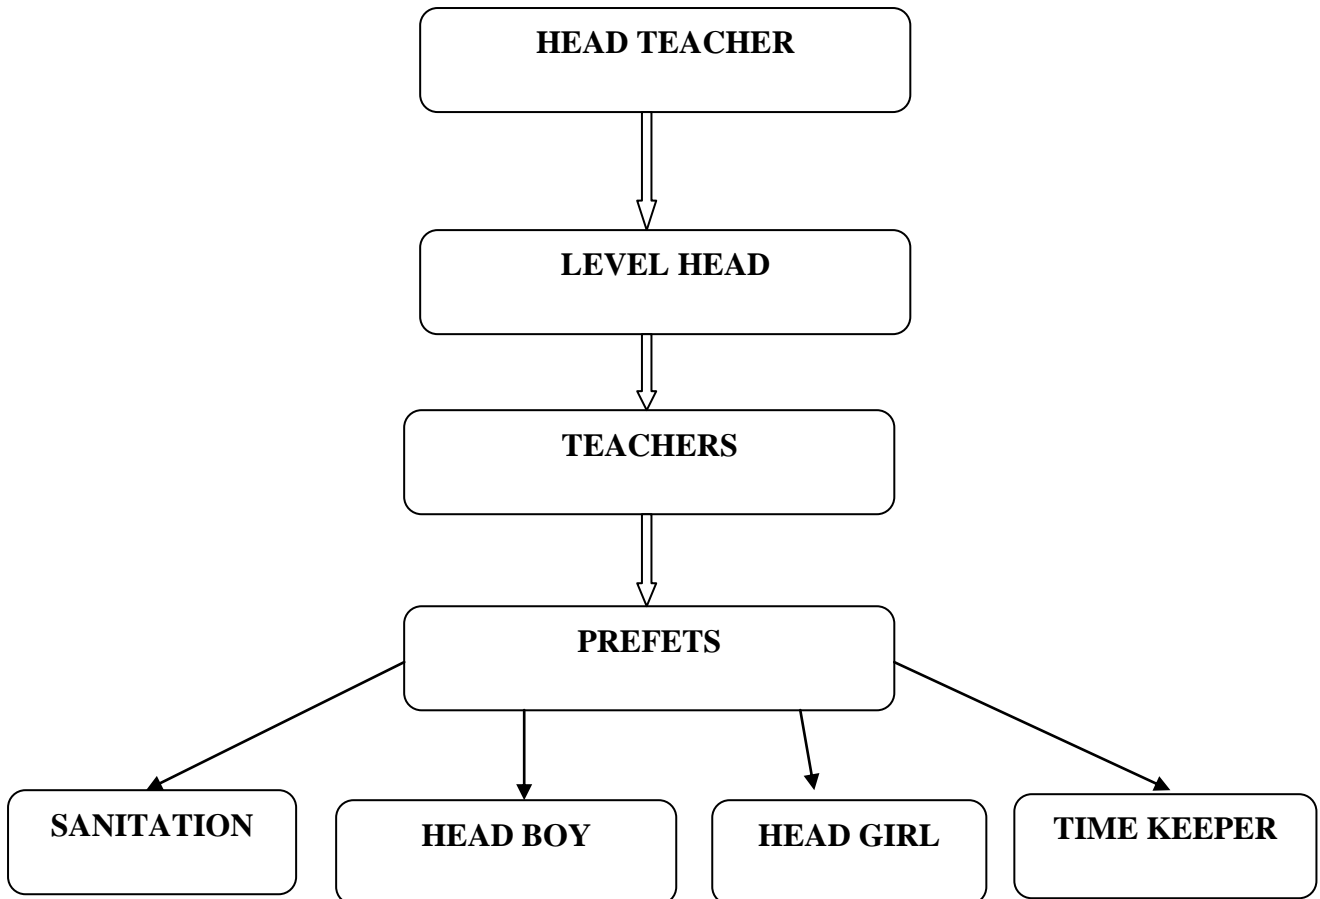 HEAD TEACHER
LEVEL HEAD
TEACHERS
PREFETS
SANITATION
HEAD BOY
HEAD GIRL
TIME KEEPER